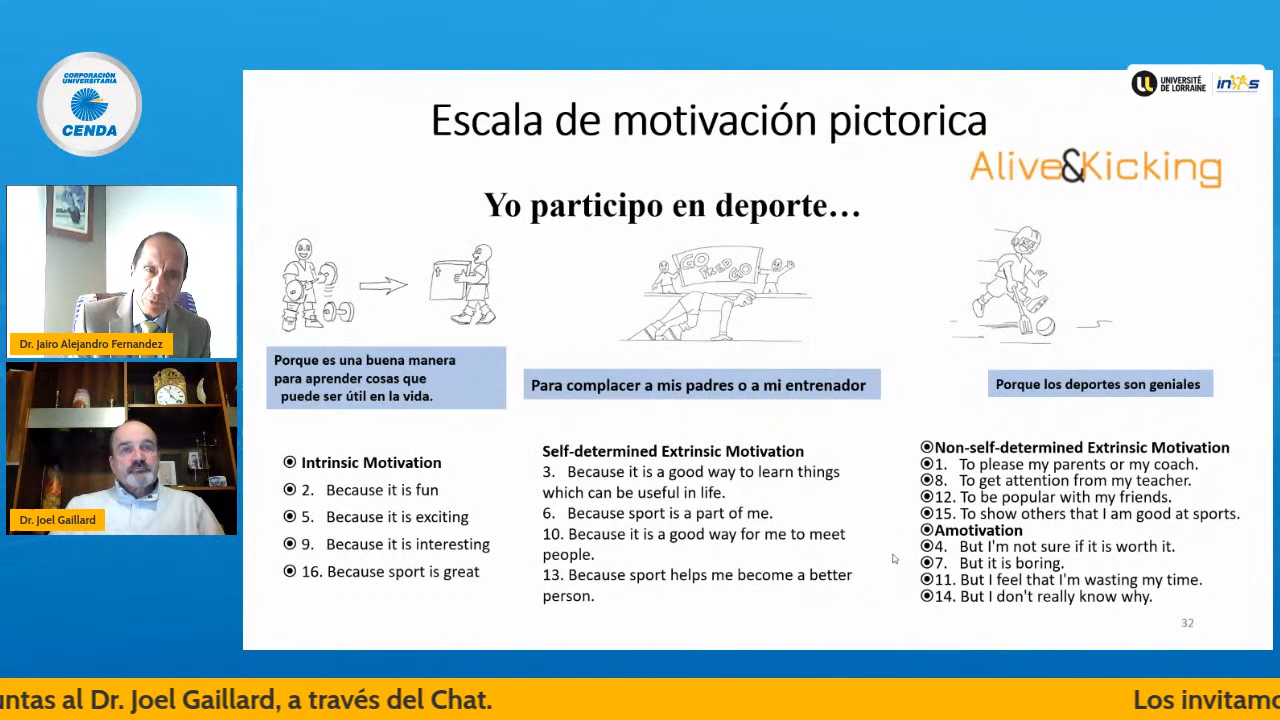 CORPORACIÓN
UNIVERSITARIA
CENDA
UNIVERSITÉ
DE LORRAINE
Escala de motivación pictorica
Alive&Kicking
Yo participo en deporte…
GO
FRED
GO
Porque es una buena manera
para aprender cosas que
puede ser útil en la vida.
Para complacer a mis padres o a mi entrenador
Porque los deportes son geniales
Intrinsic Motivation
2. Because it is fun
5. Because it is exciting
9. Because it is interesting
16. Because sport is great
Self-determined Extrinsic Motivation
3. Because it is a good way to learn things
which can be useful in life.
6. Because sport is a part of me.
10. Because it is a good way for me to meet
people.
13. Because sport helps me become a better
person.
Non-self-determined Extrinsic Motivation
1. To please my parents or my coach.
8. To get attention from my teacher.
12. To be popular with my friends.
15. To show others that I am good at sports.
Amotivation
4. But I'm not sure if it is worth it.
7. But it is boring.
11. But I feel that I'm wasting my time.
14. But I don't really know why.
32
Dr. Jairo Alejandro Fernandez
Dr. Joel Gaillard
untas al Dr. Joel Gaillard, a través del Chat. Los invitamo